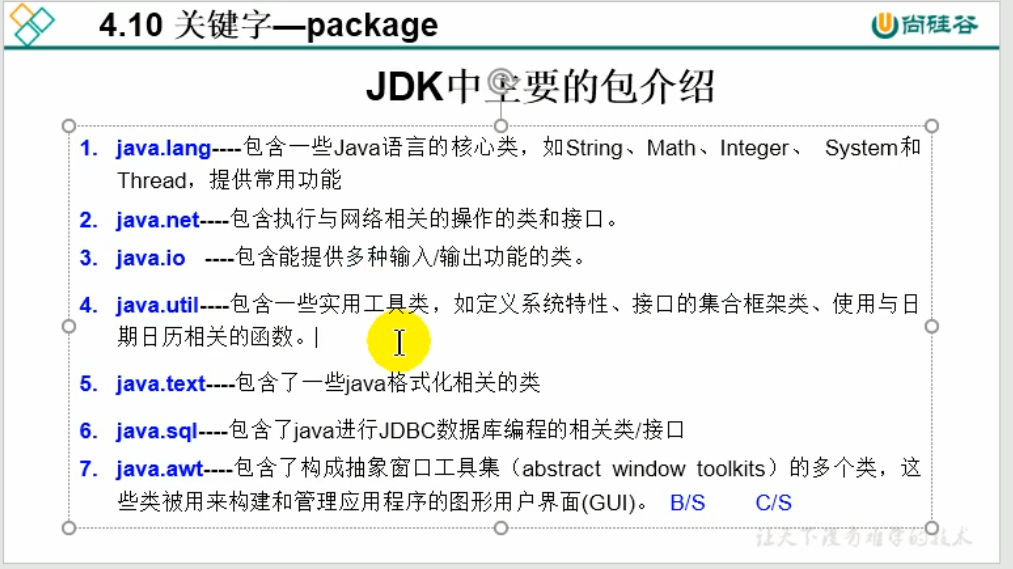 4.10 关键字—package
尚硅谷
JDK中主要的包介绍
1. java.lang----包含一些Java语言的核心类，如String、Math、Integer、 System和
Thread，提供常用功能
2. java.net----包含执行与网络相关的操作的类和接口。
3. java.io ----包含能提供多种输入/输出功能的类。
4. java.util----包含一些实用工具类，如定义系统特性、接口的集合框架类、使用与日
期日历相关的函数。
5. java.text----包含了一些java格式化相关的类
6. java.sql----包含了java进行JDBC数据库编程的相关类/接口
7. java.awt----包含了构成抽象窗口工具集（abstract window toolkits）的多个类，这
些类被用来构建和管理应用程序的图形用户界面(GUI)。 B/S C/S
让天下没有难学的技术